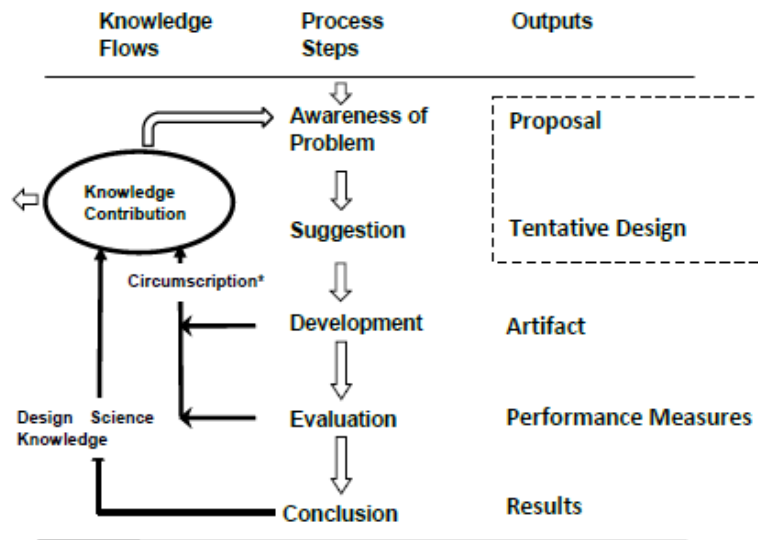 Knowledge Flows
Process Steps
Outputs
Awareness of Problem
Proposal
Knowledge Contribution
Suggestion
Tentative Design
Circumscription*
Development
Artifact
Design Science Knowledge
Evaluation
Performance Measures
Conclusion
Results